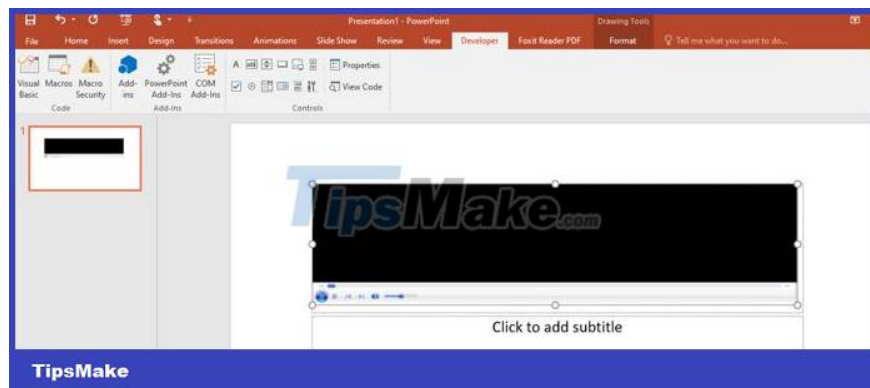 Presentation1 - PowerPoint
Drawing Tools
File Home Insert Design Transitions Animations Slide Show Review View Developer Foxit Reader PDF Format Tell me what you want to do...
Visual Basic
Macros
Macro Security
Add-ins
PowerPoint Add-Ins
COM Add-Ins
Properties
View Code
Code
Add-Ins
Controls
1
TipsMake.com
Click to add subtitle
TipsMake